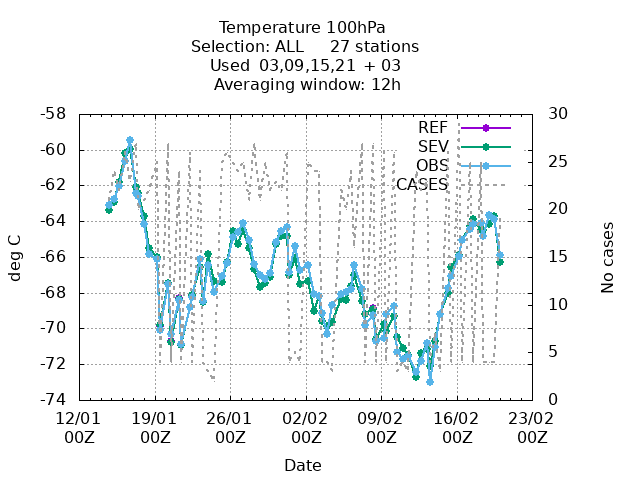 Temperature 100hPa
Selection: ALL 27 stations
Used 03,09,15,21 + 03
Averaging window: 12h
-58 30
REF
-60 SEV 25
OBS
-62 CASES
20
-64
deg C -66 15 No cases
-68
10
-70
5
-72
-74 0
12/01 19/01 26/01 02/02 09/02 16/02 23/02
00Z 00Z 00Z 00Z 00Z 00Z 00Z
Date